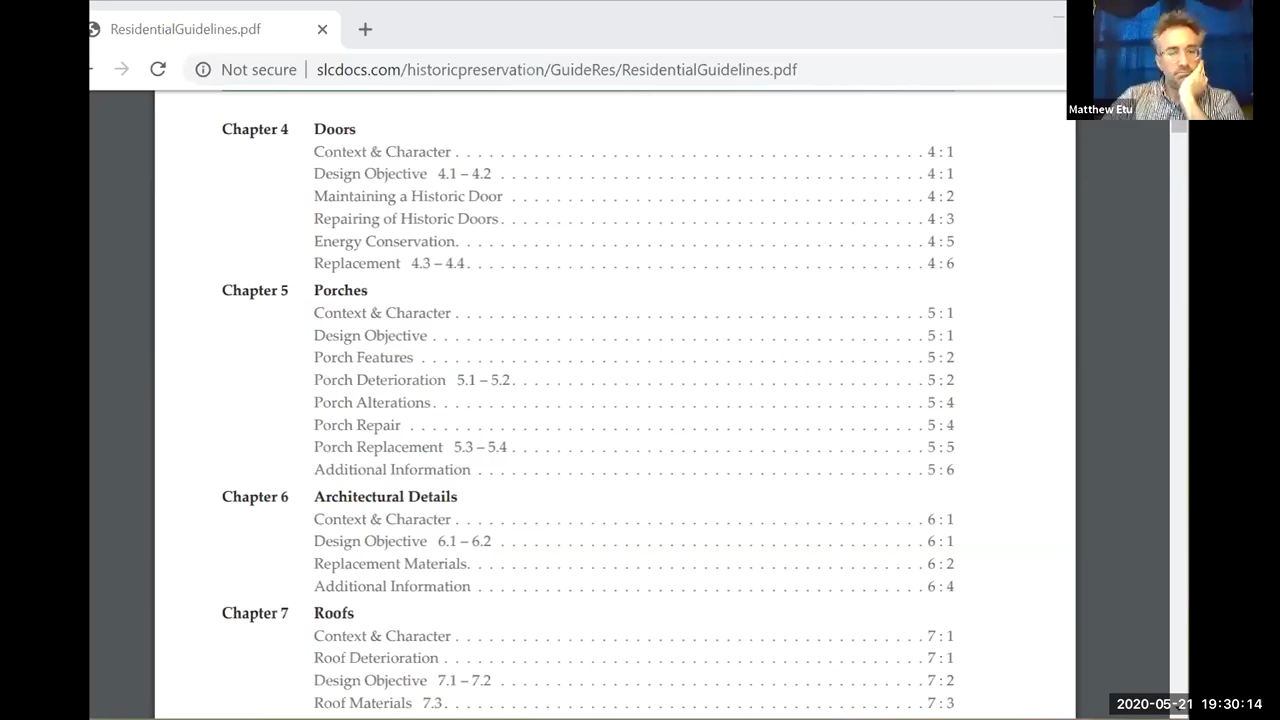 ResidentialGuidelines.pdf
Not secure | slcdocs.com/historicpreservation/GuideRes/ResidentialGuidelines.pdf
Matthew Etu
Chapter 4 Doors
Context & Character . . . . . . . . . . . . . . . . . . . . . . . . . . . . . . . . . . . . . . . . 4 : 1
Design Objective 4.1 – 4.2 . . . . . . . . . . . . . . . . . . . . . . . . . . . . . . . . . . . . . 4 : 1
Maintaining a Historic Door . . . . . . . . . . . . . . . . . . . . . . . . . . . . . . . . . . . . 4 : 2
Repairing of Historic Doors . . . . . . . . . . . . . . . . . . . . . . . . . . . . . . . . . . . . 4 : 3
Energy Conservation. . . . . . . . . . . . . . . . . . . . . . . . . . . . . . . . . . . . . . . . 4 : 5
Replacement 4.3 – 4.4 . . . . . . . . . . . . . . . . . . . . . . . . . . . . . . . . . . . . . . . 4 : 6
Chapter 5 Porches
Context & Character . . . . . . . . . . . . . . . . . . . . . . . . . . . . . . . . . . . . . . . . 5 : 1
Design Objective . . . . . . . . . . . . . . . . . . . . . . . . . . . . . . . . . . . . . . . . . . 5 : 1
Porch Features . . . . . . . . . . . . . . . . . . . . . . . . . . . . . . . . . . . . . . . . . . . 5 : 2
Porch Deterioration 5.1 – 5.2 . . . . . . . . . . . . . . . . . . . . . . . . . . . . . . . . . . . 5 : 2
Porch Alterations . . . . . . . . . . . . . . . . . . . . . . . . . . . . . . . . . . . . . . . . . . 5 : 4
Porch Repair . . . . . . . . . . . . . . . . . . . . . . . . . . . . . . . . . . . . . . . . . . . . 5 : 4
Porch Replacement 5.3 – 5.4 . . . . . . . . . . . . . . . . . . . . . . . . . . . . . . . . . . . 5 : 5
Additional Information . . . . . . . . . . . . . . . . . . . . . . . . . . . . . . . . . . . . . . . 5 : 6
Chapter 6 Architectural Details
Context & Character . . . . . . . . . . . . . . . . . . . . . . . . . . . . . . . . . . . . . . . . 6 : 1
Design Objective 6.1 – 6.2 . . . . . . . . . . . . . . . . . . . . . . . . . . . . . . . . . . . . . 6 : 1
Replacement Materials. . . . . . . . . . . . . . . . . . . . . . . . . . . . . . . . . . . . . . . 6 : 2
Additional Information . . . . . . . . . . . . . . . . . . . . . . . . . . . . . . . . . . . . . . . 6 : 4
Chapter 7 Roofs
Context & Character . . . . . . . . . . . . . . . . . . . . . . . . . . . . . . . . . . . . . . . . 7 : 1
Roof Deterioration . . . . . . . . . . . . . . . . . . . . . . . . . . . . . . . . . . . . . . . . . 7 : 1
Design Objective 7.1 – 7.2 . . . . . . . . . . . . . . . . . . . . . . . . . . . . . . . . . . . . . 7 : 2
Roof Materials 7.3 . . . . . . . . . . . . . . . . . . . . . . . . . . . . . . . . . . . . . . . . . 7 : 3
2020-05-21 19:30:14